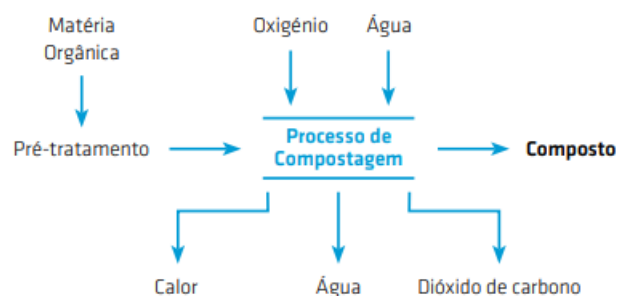 Matéria
Orgânica
Oxigénio
Água
Pré-tratamento
Processo de
Compostagem
Composto
Calor
Água
Dióxido de carbono